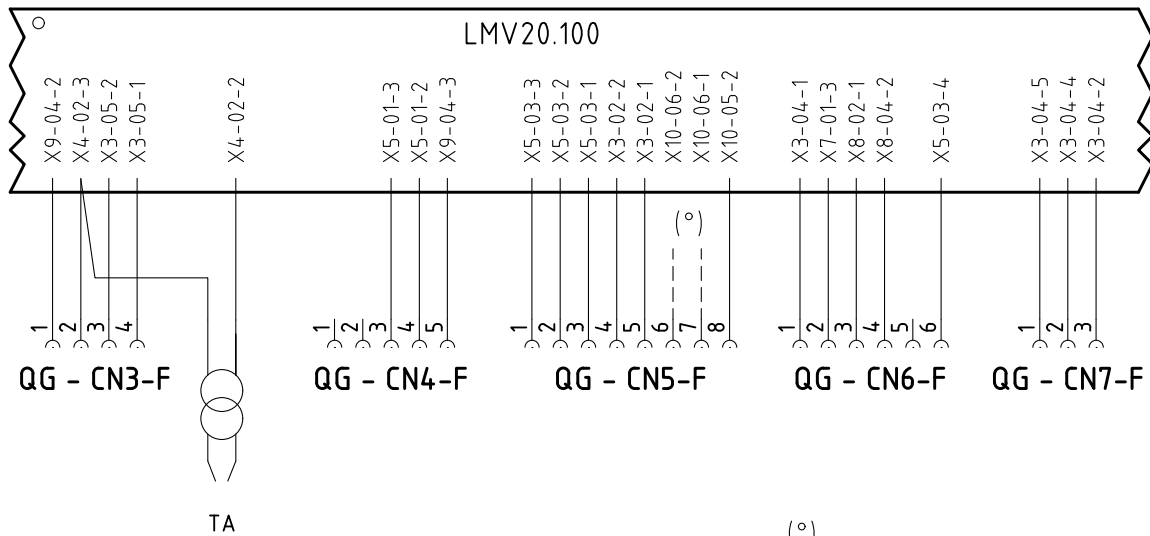 LMV20.100
X9-04-2 X4-02-3 X3-05-2 X3-05-1 X4-02-2 X5-01-3 X5-01-2 X9-04-3 X5-03-3 X5-03-2 X5-03-1 X3-02-2 X3-02-1 X10-06-2 X10-06-1 X10-05-2 X3-04-1 X7-01-3 X8-02-1 X8-04-2 X5-03-4 X3-04-5 X3-04-4 X3-04-2
(°)
1 2 3 4 1 2 3 4 5 1 2 3 4 5 6 7 8 1 2 3 4 5 6 1 2 3
QG - CN3-F QG - CN4-F QG - CN5-F QG - CN6-F QG - CN7-F
TA
(°)